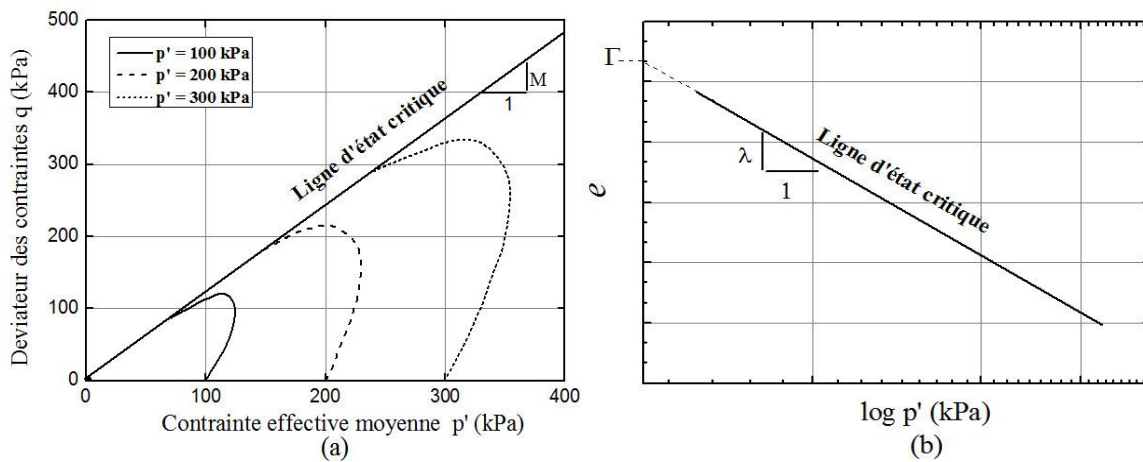 500
400
300
200
100
0
Deviateur des contraintes q (kPa)
p' = 100 kPa
p' = 200 kPa
p' = 300 kPa
Ligne d'état critique
M
1
0
100
200
300
400
Contrainte effective moyenne p' (kPa)
(a)
Γ
e
λ
1
Ligne d'état critique
log p' (kPa)
(b)